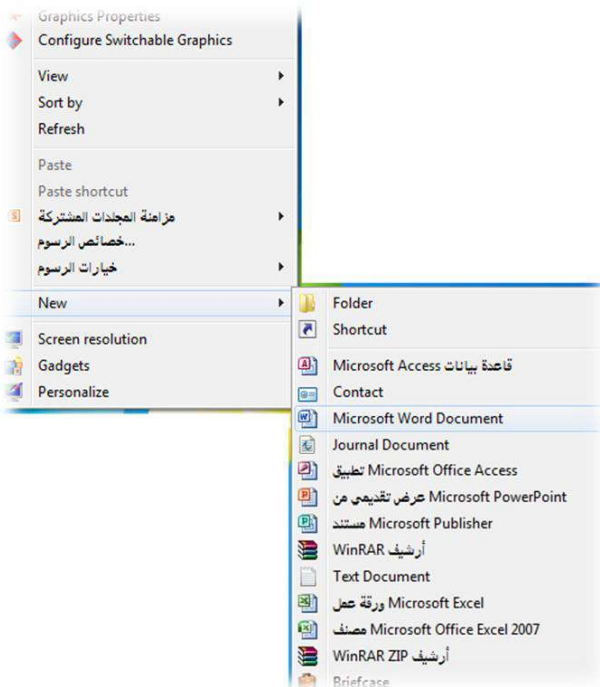 Graphics Properties
Configure Switchable Graphics
View
Sort by
Refresh
Paste
Paste shortcut
مزامنة المجلدات المشتركة
خصائص الرسوم...
خيارات الرسوم
New
Screen resolution
Gadgets
Personalize
Folder
Shortcut
Microsoft Access قاعدة بيانات
Contact
Microsoft Word Document
Journal Document
Microsoft Office Access تطبيق
Microsoft PowerPoint عرض تقديمي من
Microsoft Publisher مستند
WinRAR أرشيف
Text Document
Microsoft Excel ورقة عمل
Microsoft Office Excel 2007 مصنف
WinRAR ZIP أرشيف
Briefcase